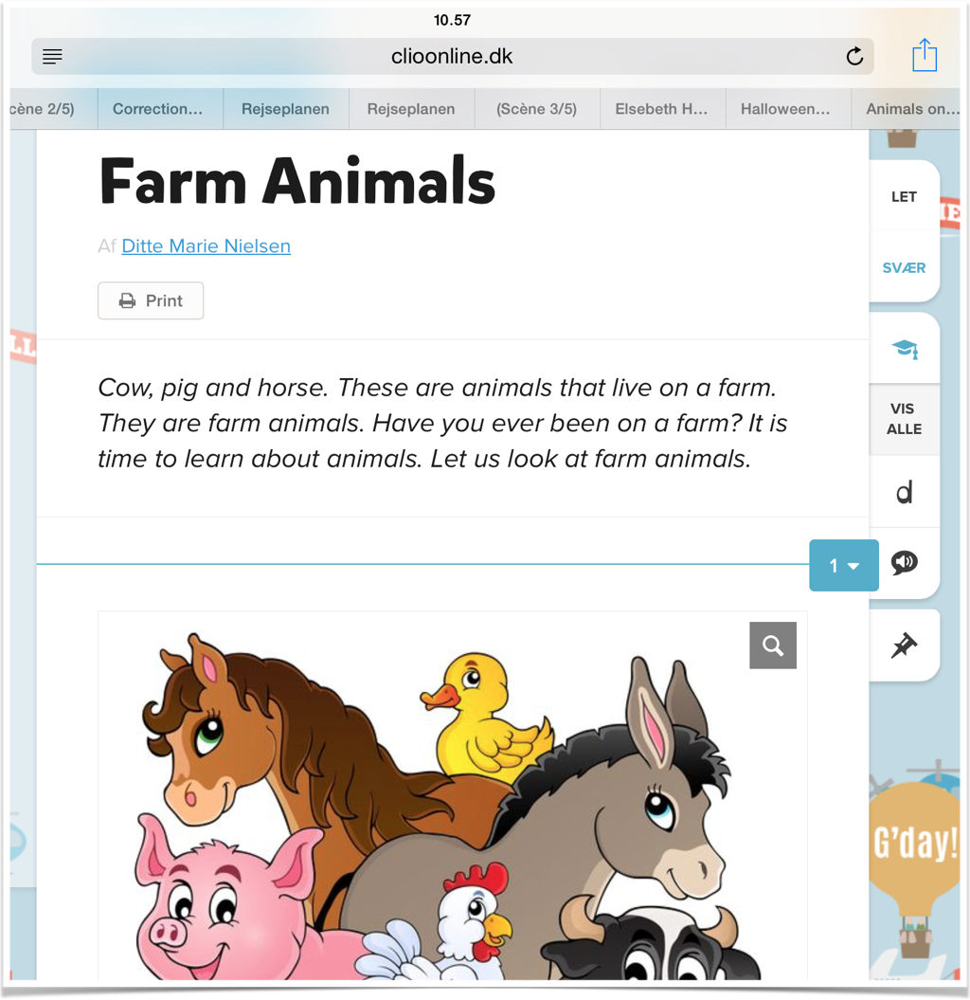 10.57
clioonline.dk
cène 2/5)
Correction...
Rejseplanen
Rejseplanen
(Scène 3/5)
Elsebeth H...
Halloween...
Animals on...
Farm Animals
Af Ditte Marie Nielsen
Print
Cow, pig and horse. These are animals that live on a farm.
They are farm animals. Have you ever been on a farm? It is
time to learn about animals. Let us look at farm animals.
LET
SVÆR
VIS
ALLE
d
1
G'day!